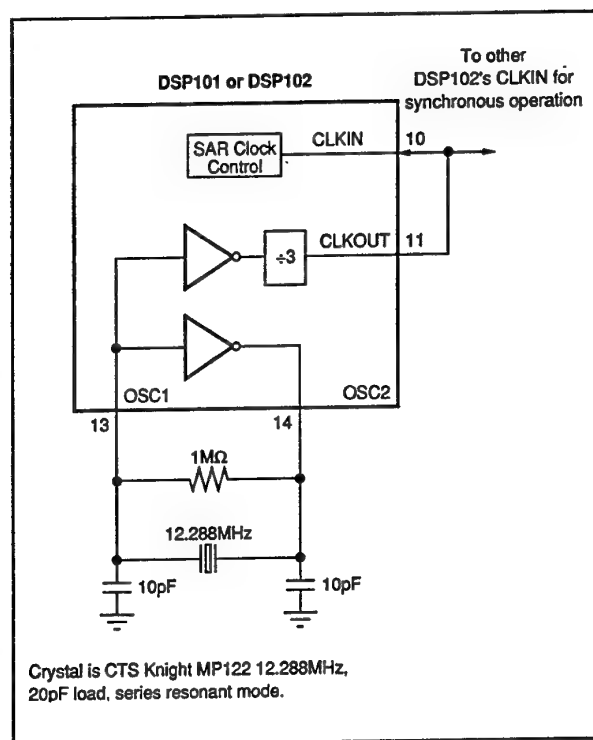 To other
DSP102's CLKIN for
synchronous operation
DSP101 or DSP102
SAR Clock
Control
CLKIN
10
÷3
CLKOUT
11
OSC1
OSC2
13
14
1MΩ
12.288MHz
10pF
10pF
Crystal is CTS Knight MP122 12.288MHz,
20pF load, series resonant mode.